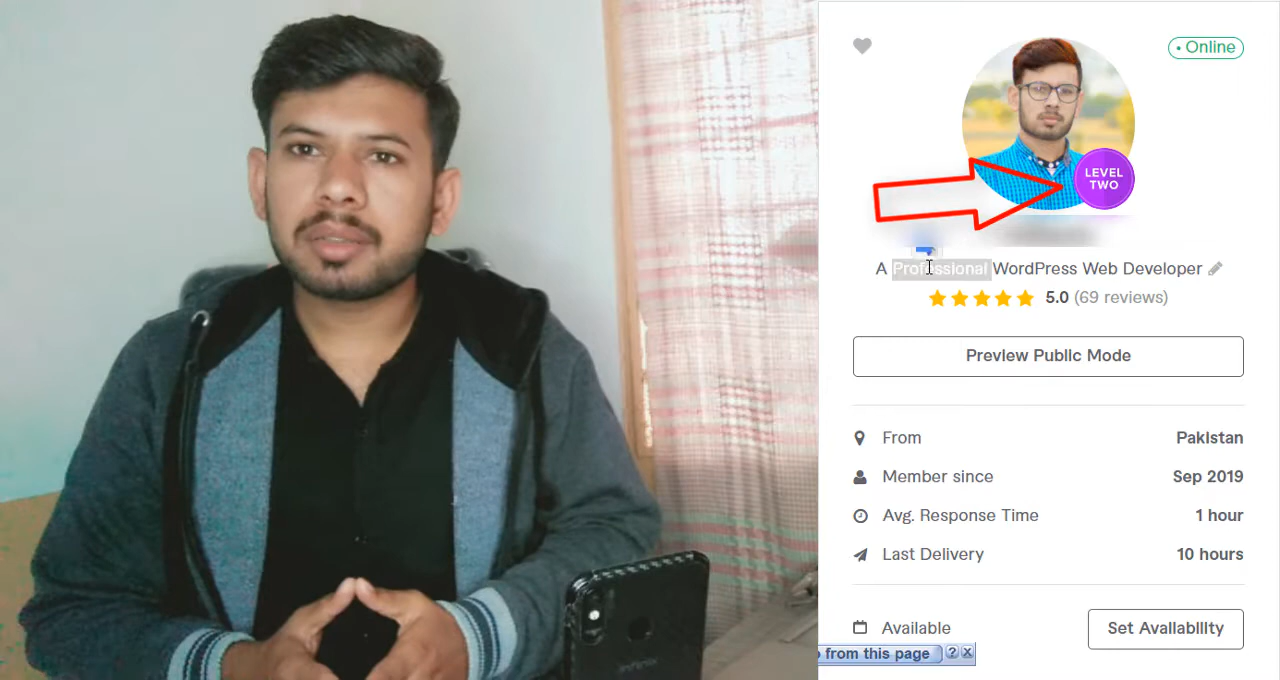 • Online
LEVEL
TWO
A Professional WordPress Web Developer
5.0 (69 reviews)
Preview Public Mode
From Pakistan
Member since Sep 2019
Avg. Response Time 1 hour
Last Delivery 10 hours
Available Set Availability
from this page ? X
Infinix